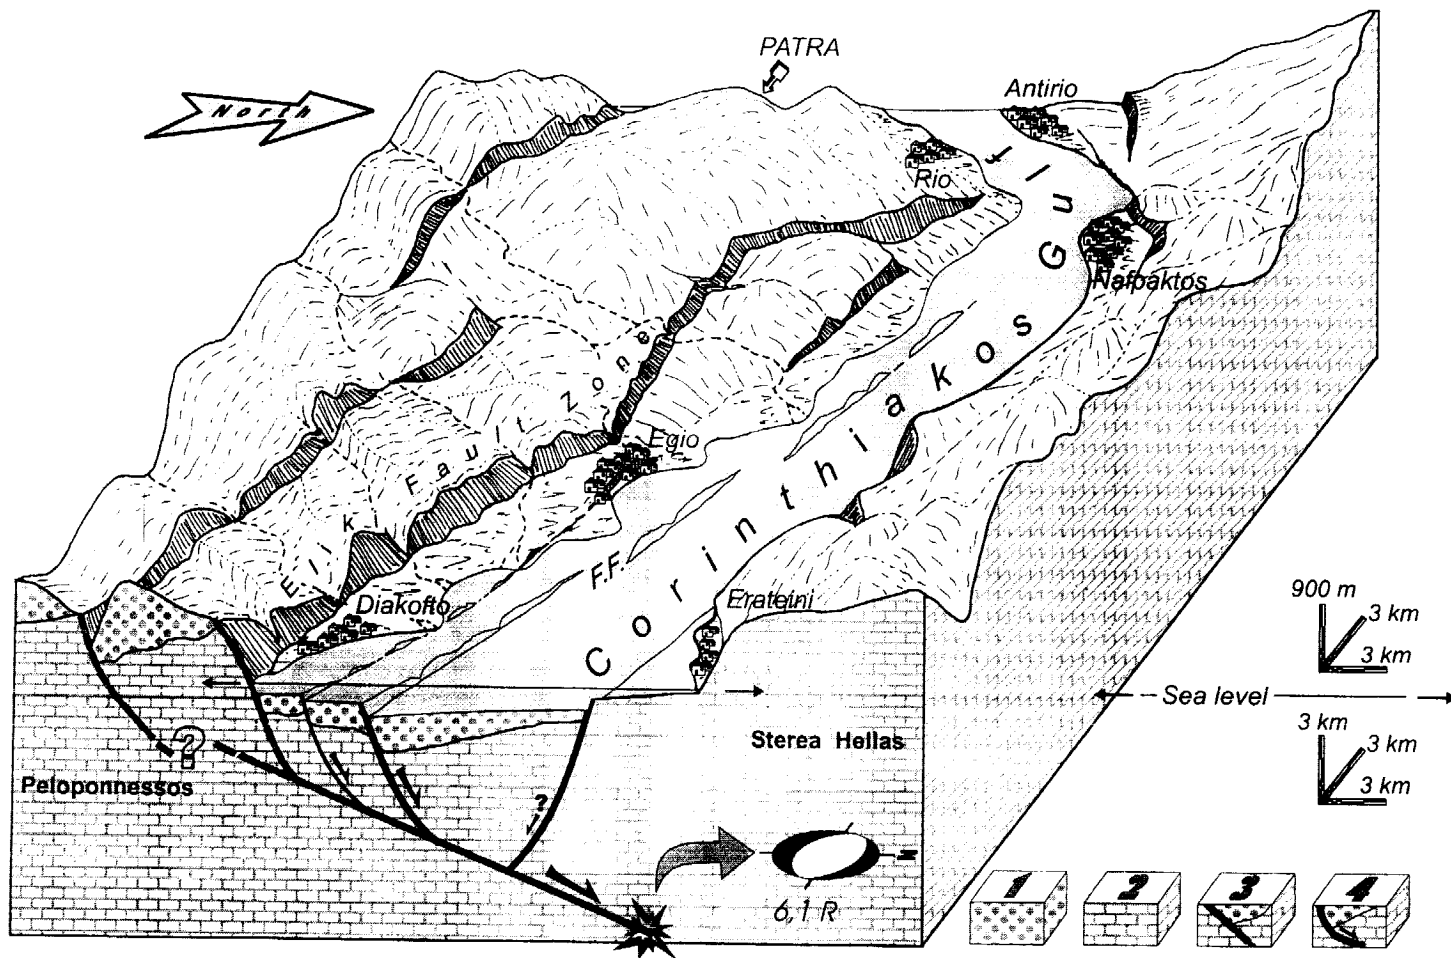 PATRA
Antirio
North
Rio
Nafpaktos
Corinthiakos Gulf
Eliki Fault Zone
Egio
F.F.
Diakofto
Erateini
900 m
3 km
3 km
Sea level
Sterea Hellas
3 km
3 km
3 km
?
Peloponnessos
?
N
6,1 R
1 2 3 4